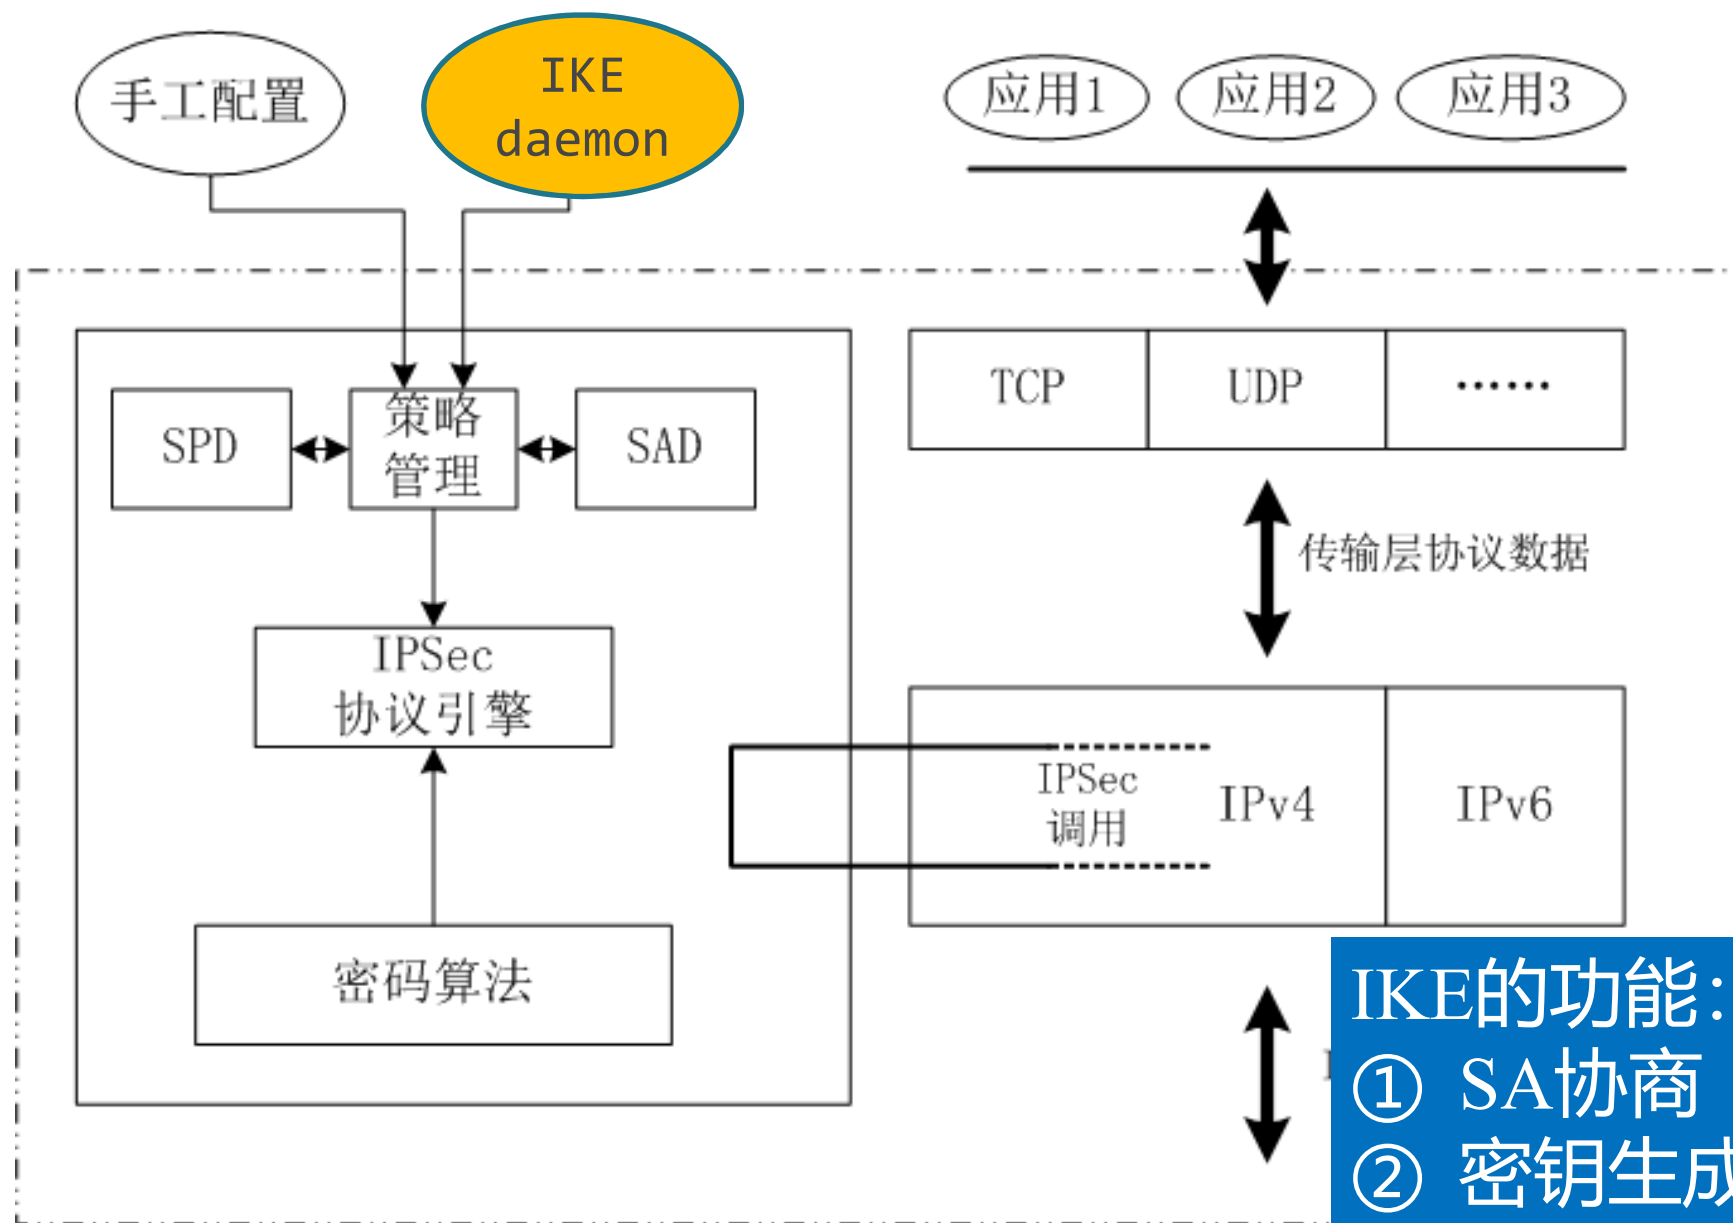 手工配置
IKE
daemon
应用1
应用2
应用3
TCP
UDP
……
SPD
策略
管理
SAD
传输层协议数据
IPSec
协议引擎
IPSec
调用
IPv4
IPv6
密码算法
IKE的功能：
① SA协商
② 密钥生成